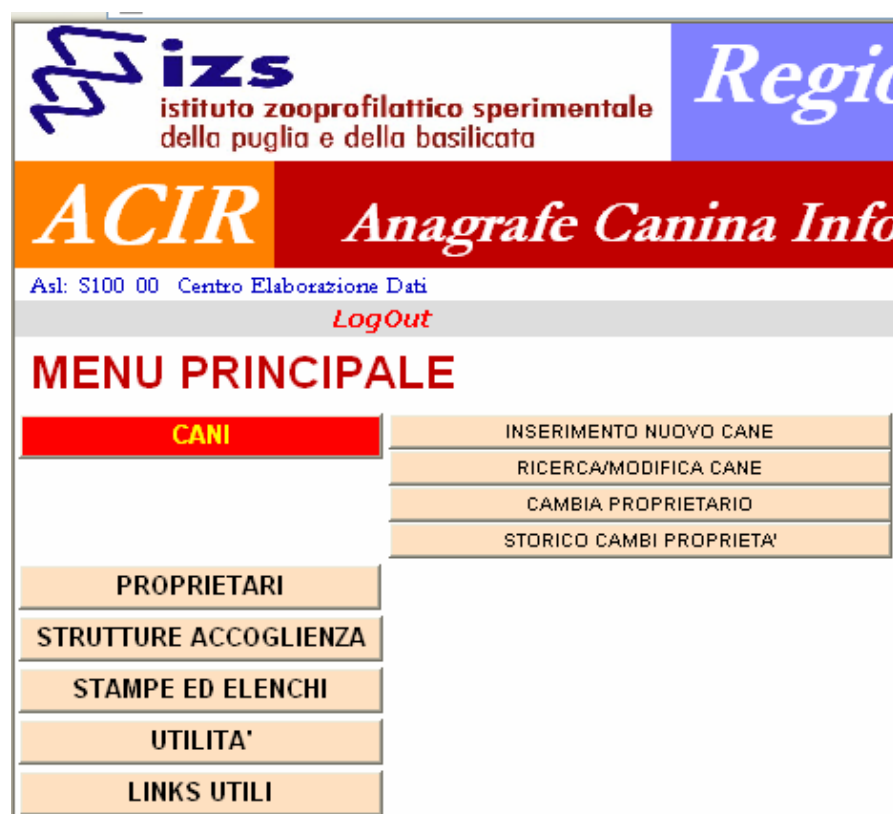 izs
istituto zooprofilattico sperimentale
della puglia e della basilicata
Regio
ACIR
Anagrafe Canina Info
Asl: S100 00 Centro Elaborazione Dati
LogOut
MENU PRINCIPALE
CANI
INSERIMENTO NUOVO CANE
RICERCA/MODIFICA CANE
CAMBIA PROPRIETARIO
STORICO CAMBI PROPRIETA'
PROPRIETARI
STRUTTURE ACCOGLIENZA
STAMPE ED ELENCHI
UTILITA'
LINKS UTILI